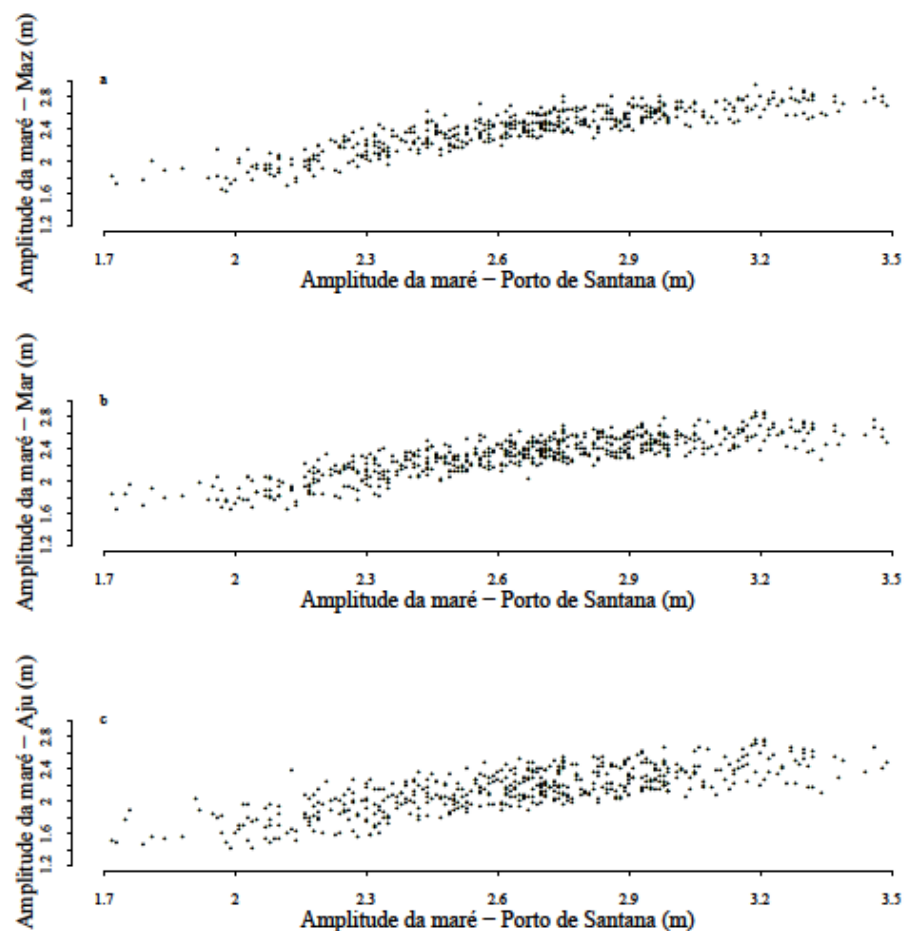 Amplitude da maré − Maz (m)
a
2.8
2.4
2
1.6
1.2
1.7 2 2.3 2.6 2.9 3.2 3.5
Amplitude da maré − Porto de Santana (m)
Amplitude da maré − Mar (m)
b
2.8
2.4
2
1.6
1.2
1.7 2 2.3 2.6 2.9 3.2 3.5
Amplitude da maré − Porto de Santana (m)
Amplitude da maré − Aju (m)
c
2.8
2.4
2
1.6
1.2
1.7 2 2.3 2.6 2.9 3.2 3.5
Amplitude da maré − Porto de Santana (m)